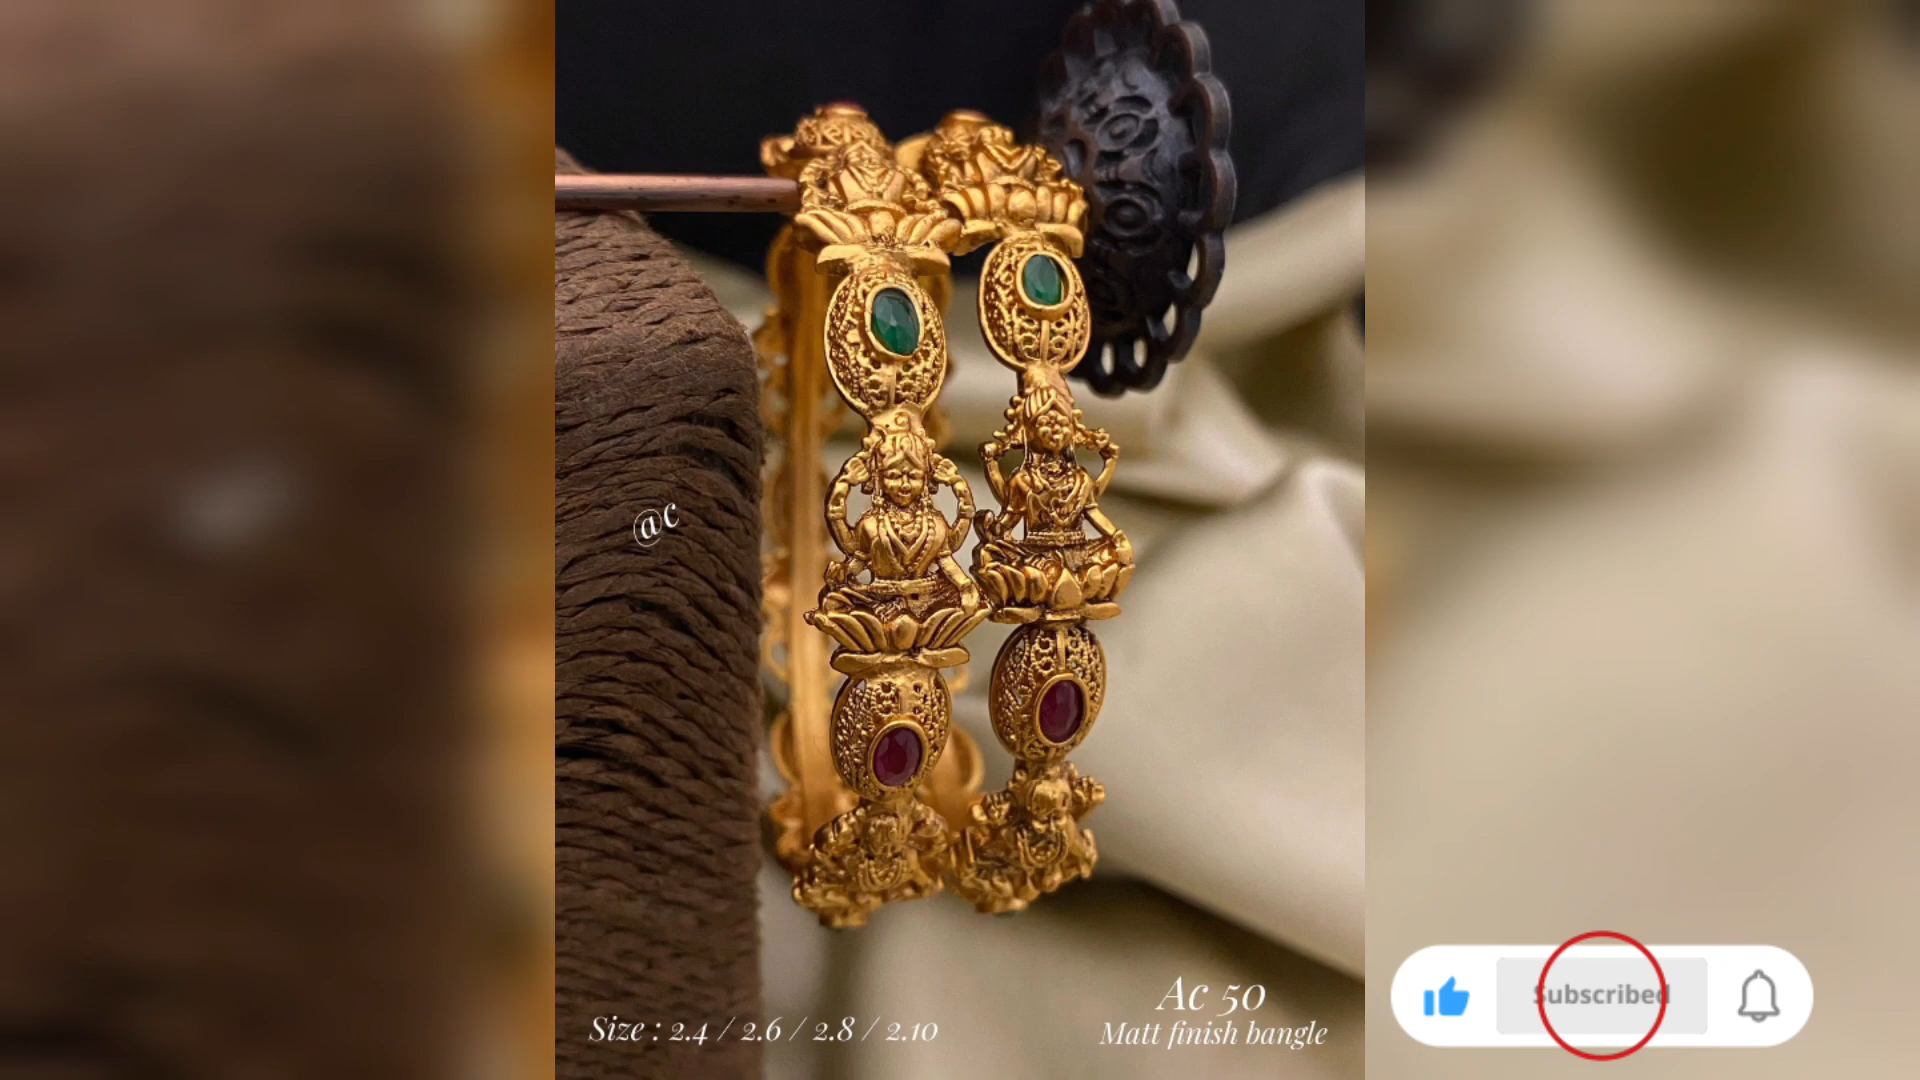 @c
Ac 50
Size : 2.4 / 2.6 / 2.8 / 2.10
Matt finish bangle
Subscribed